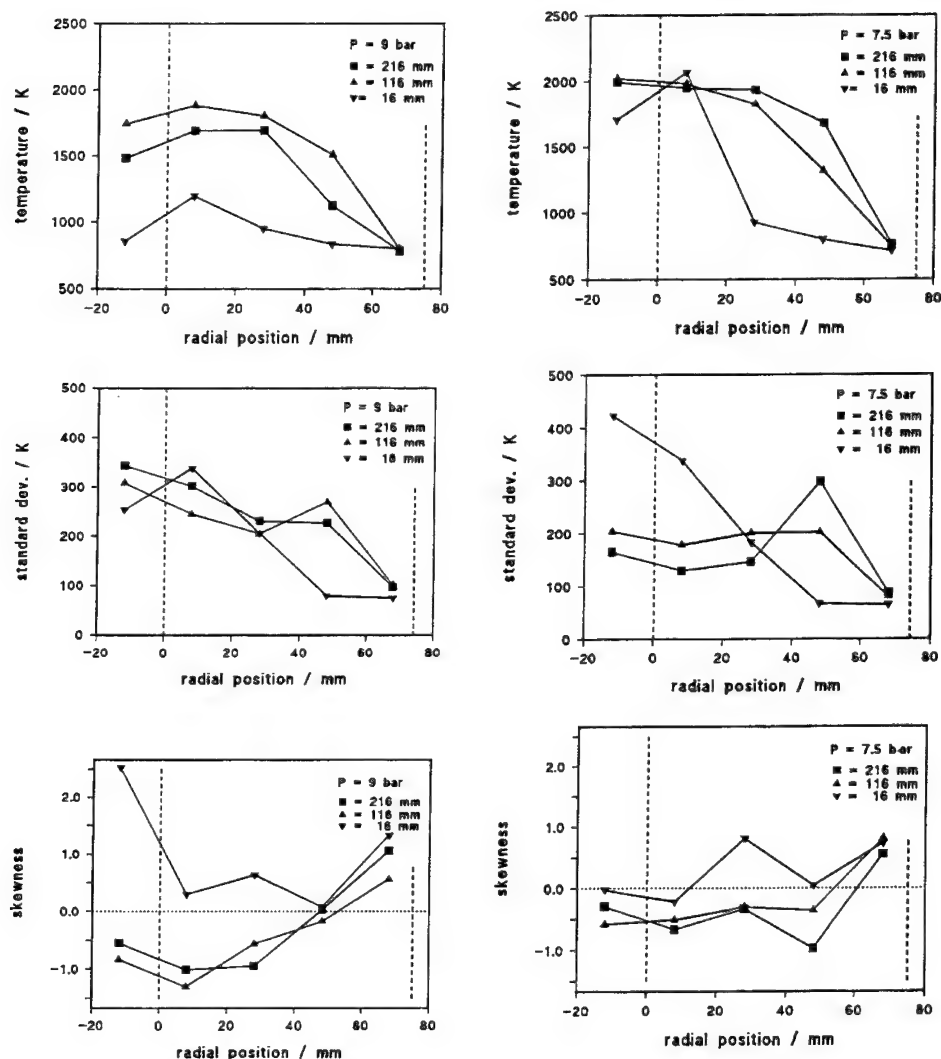 2500
2000
1500
1000
500
temperature / K
P = 9 bar
■ = 216 mm
▲ = 116 mm
▼ = 16 mm
-20 0 20 40 60 80
radial position / mm
2500
2000
1500
1000
500
temperature / K
P = 7.5 bar
■ = 216 mm
▲ = 116 mm
▼ = 16 mm
-20 0 20 40 60 80
radial position / mm
500
400
300
200
100
0
standard dev. / K
P = 9 bar
■ = 216 mm
▲ = 116 mm
▼ = 16 mm
-20 0 20 40 60 80
radial position / mm
500
400
300
200
100
0
standard dev. / K
P = 7.5 bar
■ = 216 mm
▲ = 116 mm
▼ = 16 mm
-20 0 20 40 60 80
radial position / mm
2.0
1.0
0.0
-1.0
skewness
P = 9 bar
■ = 216 mm
▲ = 116 mm
▼ = 16 mm
-20 0 20 40 60 80
radial position / mm
2.0
1.0
0.0
-1.0
skewness
P = 7.5 bar
■ = 216 mm
▲ = 116 mm
▼ = 16 mm
-20 0 20 40 60 80
radial position / mm